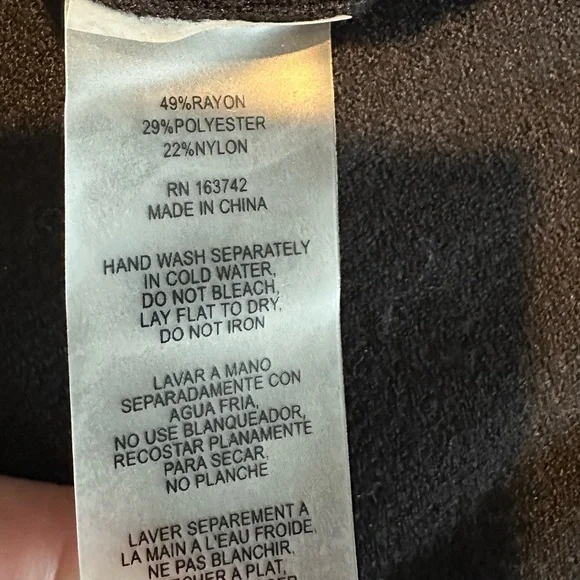 49%RAYON
29%POLYESTER
22%NYLON
RN 163742
MADE IN CHINA
HAND WASH SEPARATELY
IN COLD WATER,
DO NOT BLEACH,
LAY FLAT TO DRY,
DO NOT IRON
LAVAR A MANO
SEPARADAMENTE CON
AGUA FRIA,
NO USE BLANQUEADOR,
RECOSTAR PLANAMENTE
PARA SECAR,
NO PLANCHE
LAVER SEPAREMENT A
LA MAIN A L'EAU FROIDE,
NE PAS BLANCHIR,
A PLAT,